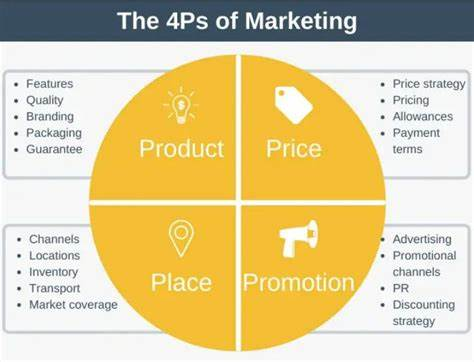 The 4Ps of Marketing
Features
Quality
Branding
Packaging
Guarantee
Product
Price
Price strategy
Pricing
Allowances
Payment
terms
Channels
Locations
Inventory
Transport
Market coverage
Place
Promotion
Advertising
Promotional
channels
PR
Discounting
strategy